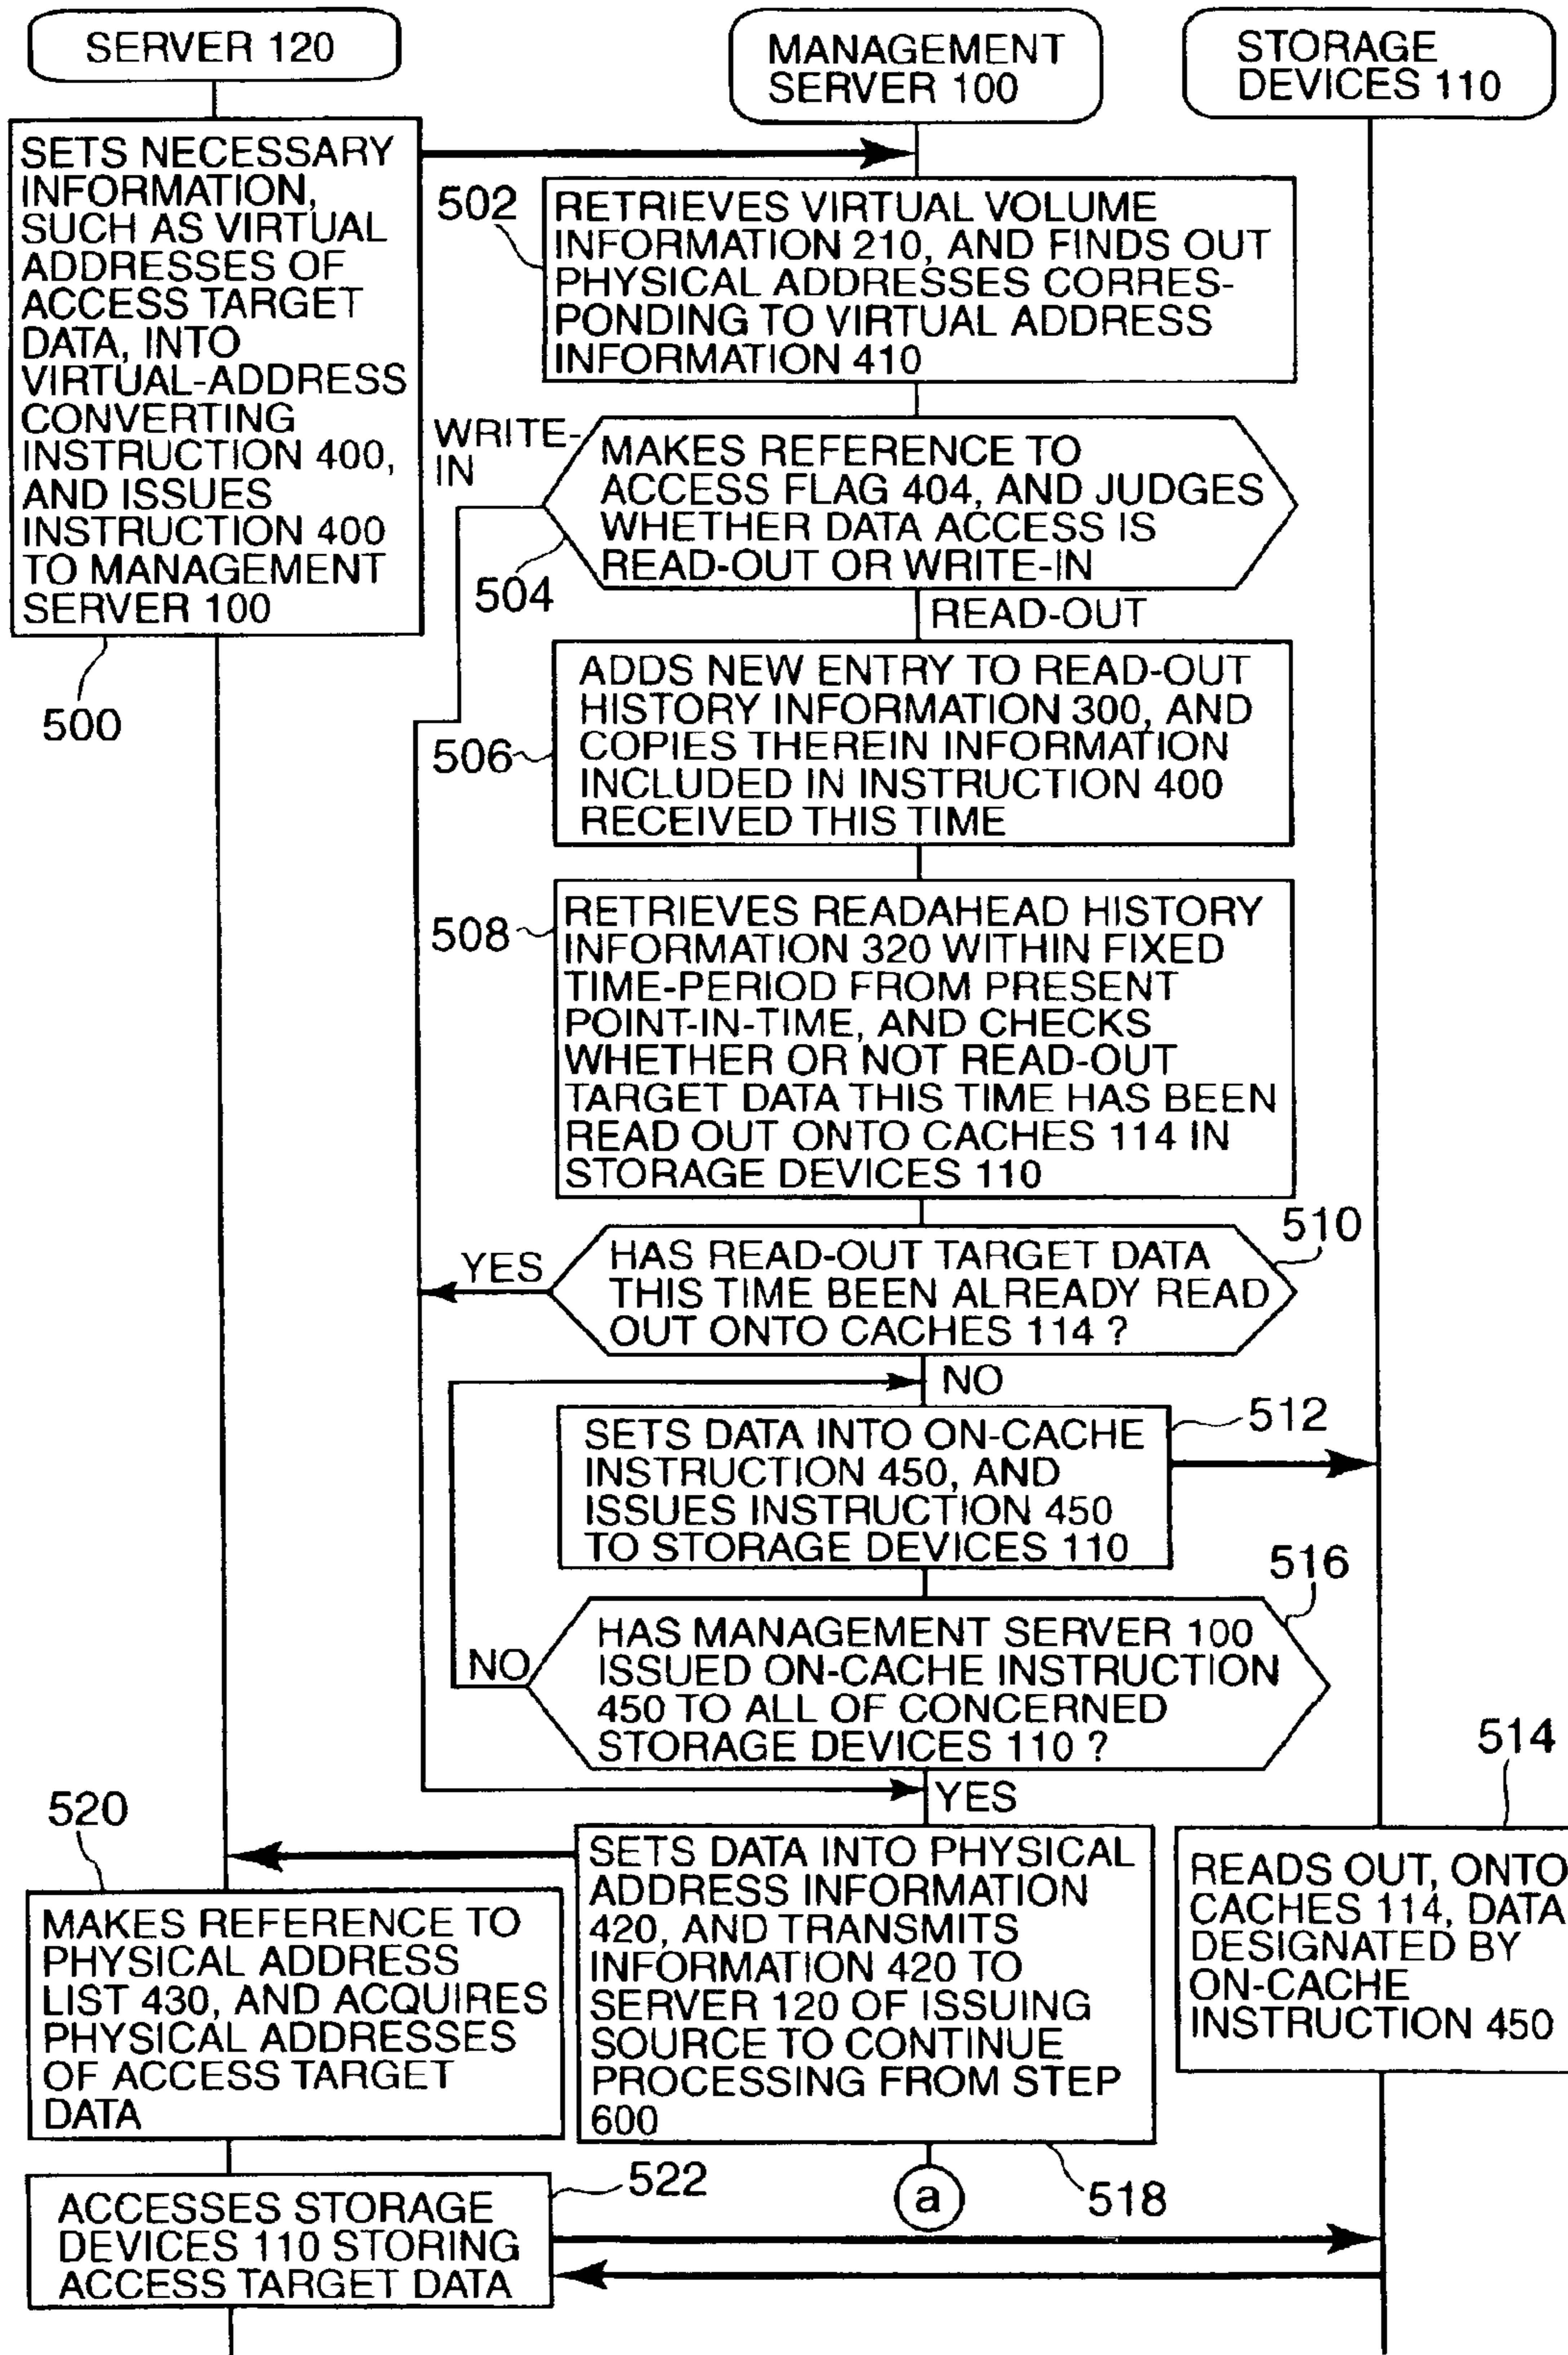 SERVER 120
MANAGEMENT
SERVER 100
STORAGE
DEVICES 110
SETS NECESSARY
INFORMATION,
SUCH AS VIRTUAL
ADDRESSES OF
ACCESS TARGET
DATA, INTO
VIRTUAL-ADDRESS
CONVERTING
INSTRUCTION 400,
AND ISSUES
INSTRUCTION 400
TO MANAGEMENT
SERVER 100
500
502
RETRIEVES VIRTUAL VOLUME
INFORMATION 210, AND FINDS OUT
PHYSICAL ADDRESSES CORRES-
PONDING TO VIRTUAL ADDRESS
INFORMATION 410
WRITE-
IN
MAKES REFERENCE TO
ACCESS FLAG 404, AND JUDGES
WHETHER DATA ACCESS IS
READ-OUT OR WRITE-IN
504
READ-OUT
506
ADDS NEW ENTRY TO READ-OUT
HISTORY INFORMATION 300, AND
COPIES THEREIN INFORMATION
INCLUDED IN INSTRUCTION 400
RECEIVED THIS TIME
508
RETRIEVES READAHEAD HISTORY
INFORMATION 320 WITHIN FIXED
TIME-PERIOD FROM PRESENT
POINT-IN-TIME, AND CHECKS
WHETHER OR NOT READ-OUT
TARGET DATA THIS TIME HAS BEEN
READ OUT ONTO CACHES 114 IN
STORAGE DEVICES 110
510
YES
HAS READ-OUT TARGET DATA
THIS TIME BEEN ALREADY READ
OUT ONTO CACHES 114 ?
NO
512
SETS DATA INTO ON-CACHE
INSTRUCTION 450, AND
ISSUES INSTRUCTION 450
TO STORAGE DEVICES 110
516
NO
HAS MANAGEMENT SERVER 100
ISSUED ON-CACHE INSTRUCTION
450 TO ALL OF CONCERNED
STORAGE DEVICES 110 ?
YES
514
READS OUT, ONTO
CACHES 114, DATA
DESIGNATED BY
ON-CACHE
INSTRUCTION 450
SETS DATA INTO PHYSICAL
ADDRESS INFORMATION
420, AND TRANSMITS
INFORMATION 420 TO
SERVER 120 OF ISSUING
SOURCE TO CONTINUE
PROCESSING FROM STEP
600
518
a
520
MAKES REFERENCE TO
PHYSICAL ADDRESS
LIST 430, AND ACQUIRES
PHYSICAL ADDRESSES
OF ACCESS TARGET
DATA
522
ACCESSES STORAGE
DEVICES 110 STORING
ACCESS TARGET DATA